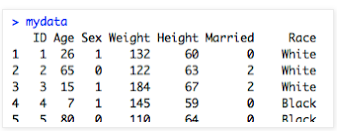 > mydata
ID Age Sex Weight Height Married Race
1 1 26 1 132 60 0 White
2 2 65 0 122 63 2 White
3 3 15 1 184 67 2 White
4 4 7 1 145 59 0 Black
5 5 80 0 110 64 0 Black